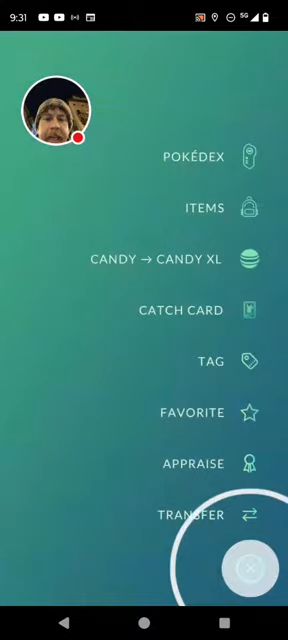 9:31
5G
POKÉDEX
ITEMS
CANDY → CANDY XL
CATCH CARD
TAG
FAVORITE
APPRAISE
TRANSFER